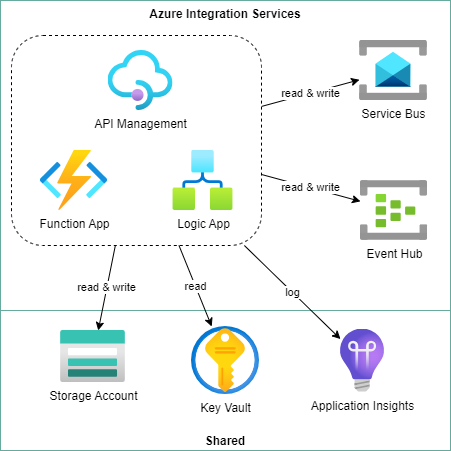 Azure Integration Services
API Management
read & write
Service Bus
Function App
Logic App
read & write
Event Hub
read & write
read
log
Storage Account
Key Vault
Application Insights
Shared